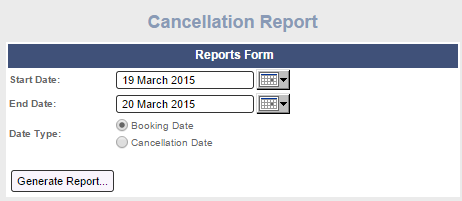 Cancellation Report
Reports Form
Start Date: 19 March 2015
End Date: 20 March 2015
Date Type: Booking Date
Cancellation Date
Generate Report...